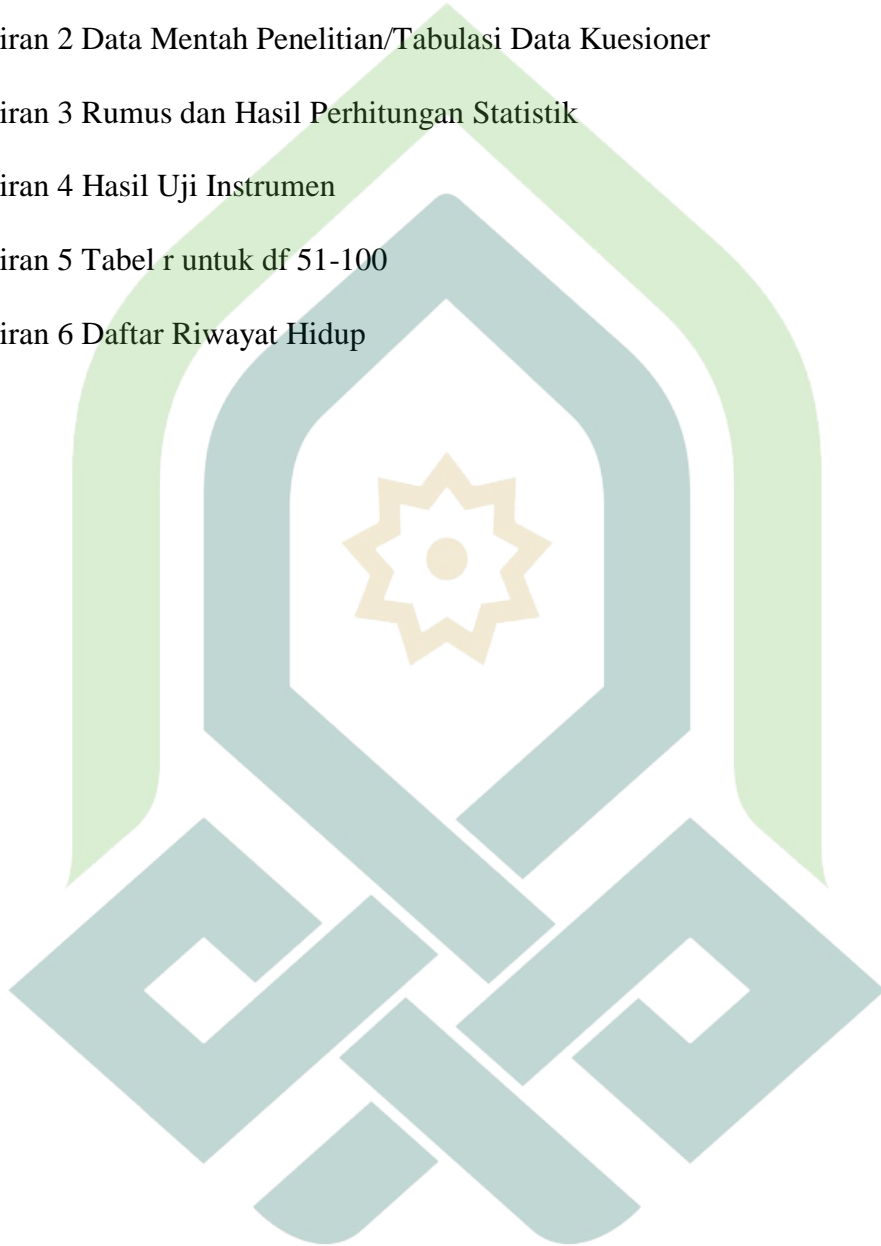 iran 2 Data Mentah Penelitian/Tabulasi Data Kuesioner
iran 3 Rumus dan Hasil Perhitungan Statistik
iran 4 Hasil Uji Instrumen
iran 5 Tabel r untuk df 51-100
iran 6 Daftar Riwayat Hidup